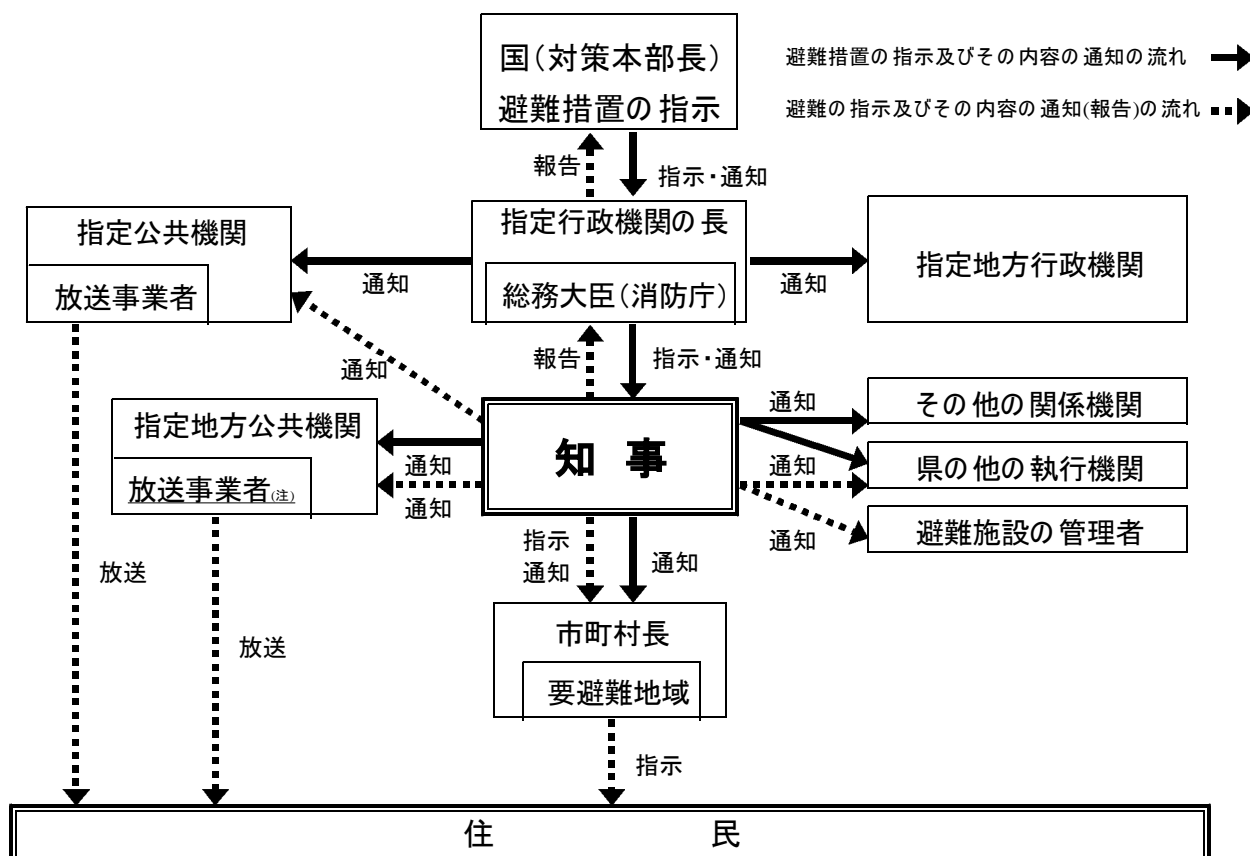 国(対策本部長)
避難措置の指示
避難措置の指示及びその内容の通知の流れ
避難の指示及びその内容の通知(報告)の流れ
報告
指示・通知
指定公共機関
放送事業者
通知
指定行政機関の長
総務大臣(消防庁)
通知
指定地方行政機関
通知
報告
指示・通知
指定地方公共機関
放送事業者(注)
通知
通知
知 事
通知
通知
通知
その他の関係機関
県の他の執行機関
避難施設の管理者
指示
通知
通知
放送
放送
市町村長
要避難地域
指示
住 民